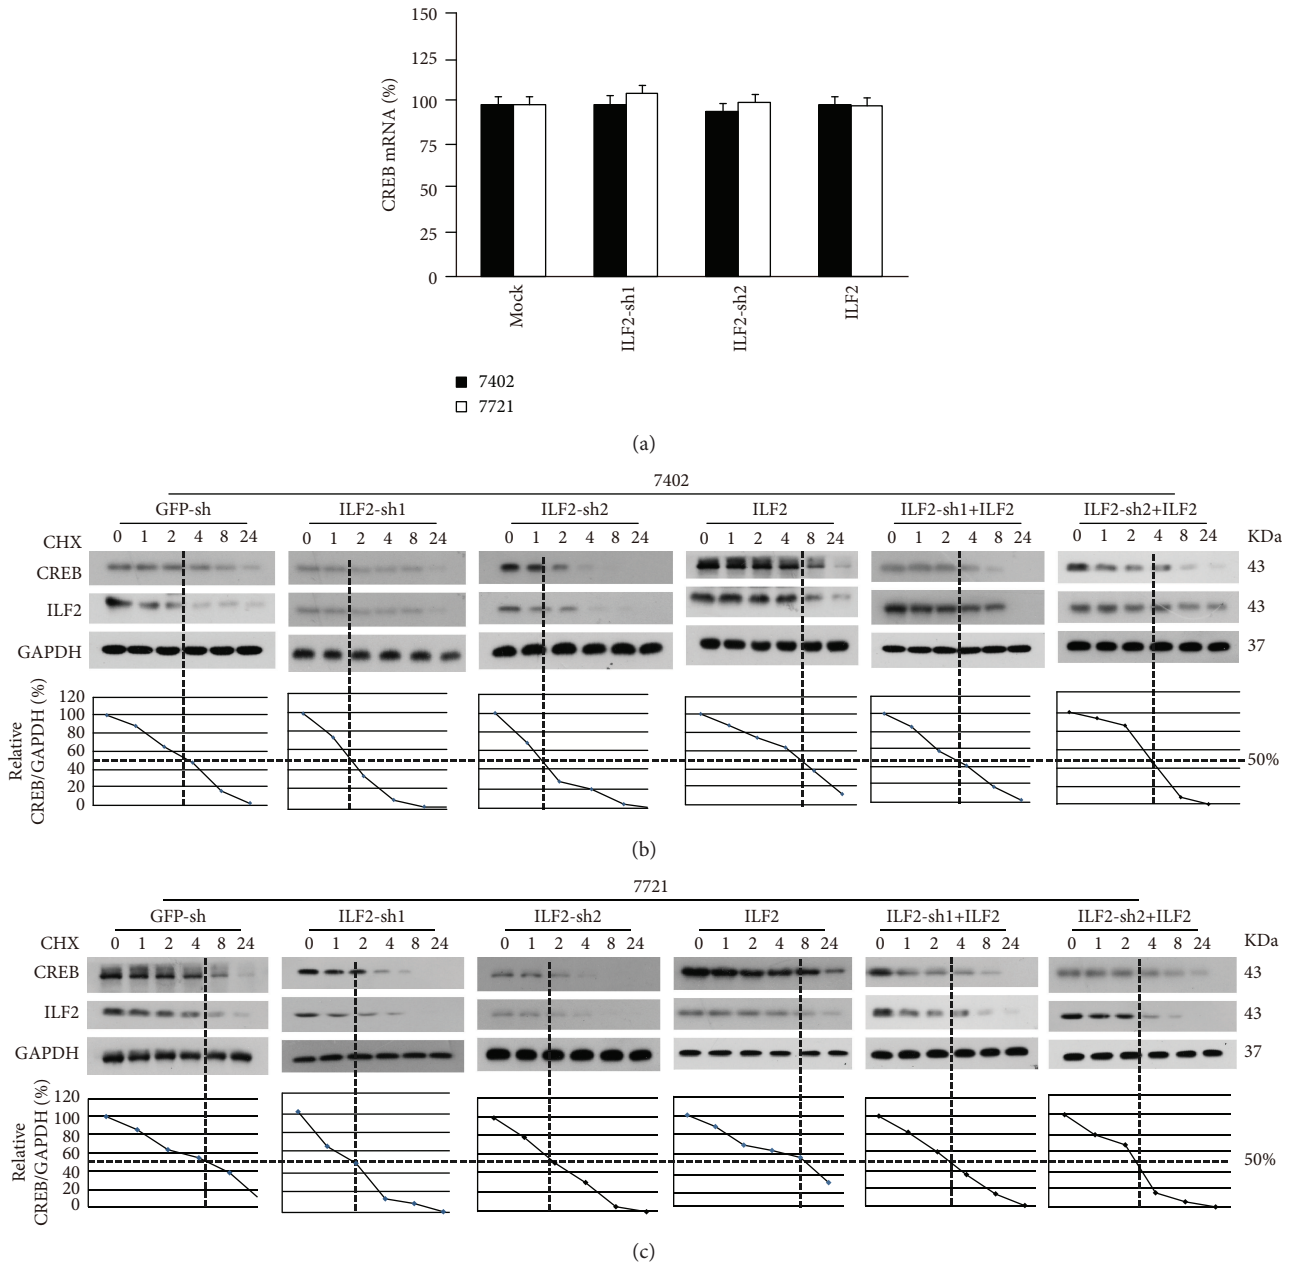 150
125
100
75
50
25
0
CREB mRNA (%)
Mock
ILF2-sh1
ILF2-sh2
ILF2
7402
7721
(a)
7402
GFP-sh ILF2-sh1 ILF2-sh2 ILF2 ILF2-sh1+ILF2 ILF2-sh2+ILF2
CHX 0 1 2 4 8 24 0 1 2 4 8 24 0 1 2 4 8 24 0 1 2 4 8 24 0 1 2 4 8 24 0 1 2 4 8 24 KDa
CREB 43
ILF2 43
GAPDH 37
Relative
CREB/GAPDH (%)
120
100
80
60
40
20
0
50%
(b)
7721
GFP-sh ILF2-sh1 ILF2-sh2 ILF2 ILF2-sh1+ILF2 ILF2-sh2+ILF2
CHX 0 1 2 4 8 24 0 1 2 4 8 24 0 1 2 4 8 24 0 1 2 4 8 24 0 1 2 4 8 24 0 1 2 4 8 24 KDa
CREB 43
ILF2 43
GAPDH 37
Relative
CREB/GAPDH (%)
120
100
80
60
40
20
0
50%
(c)